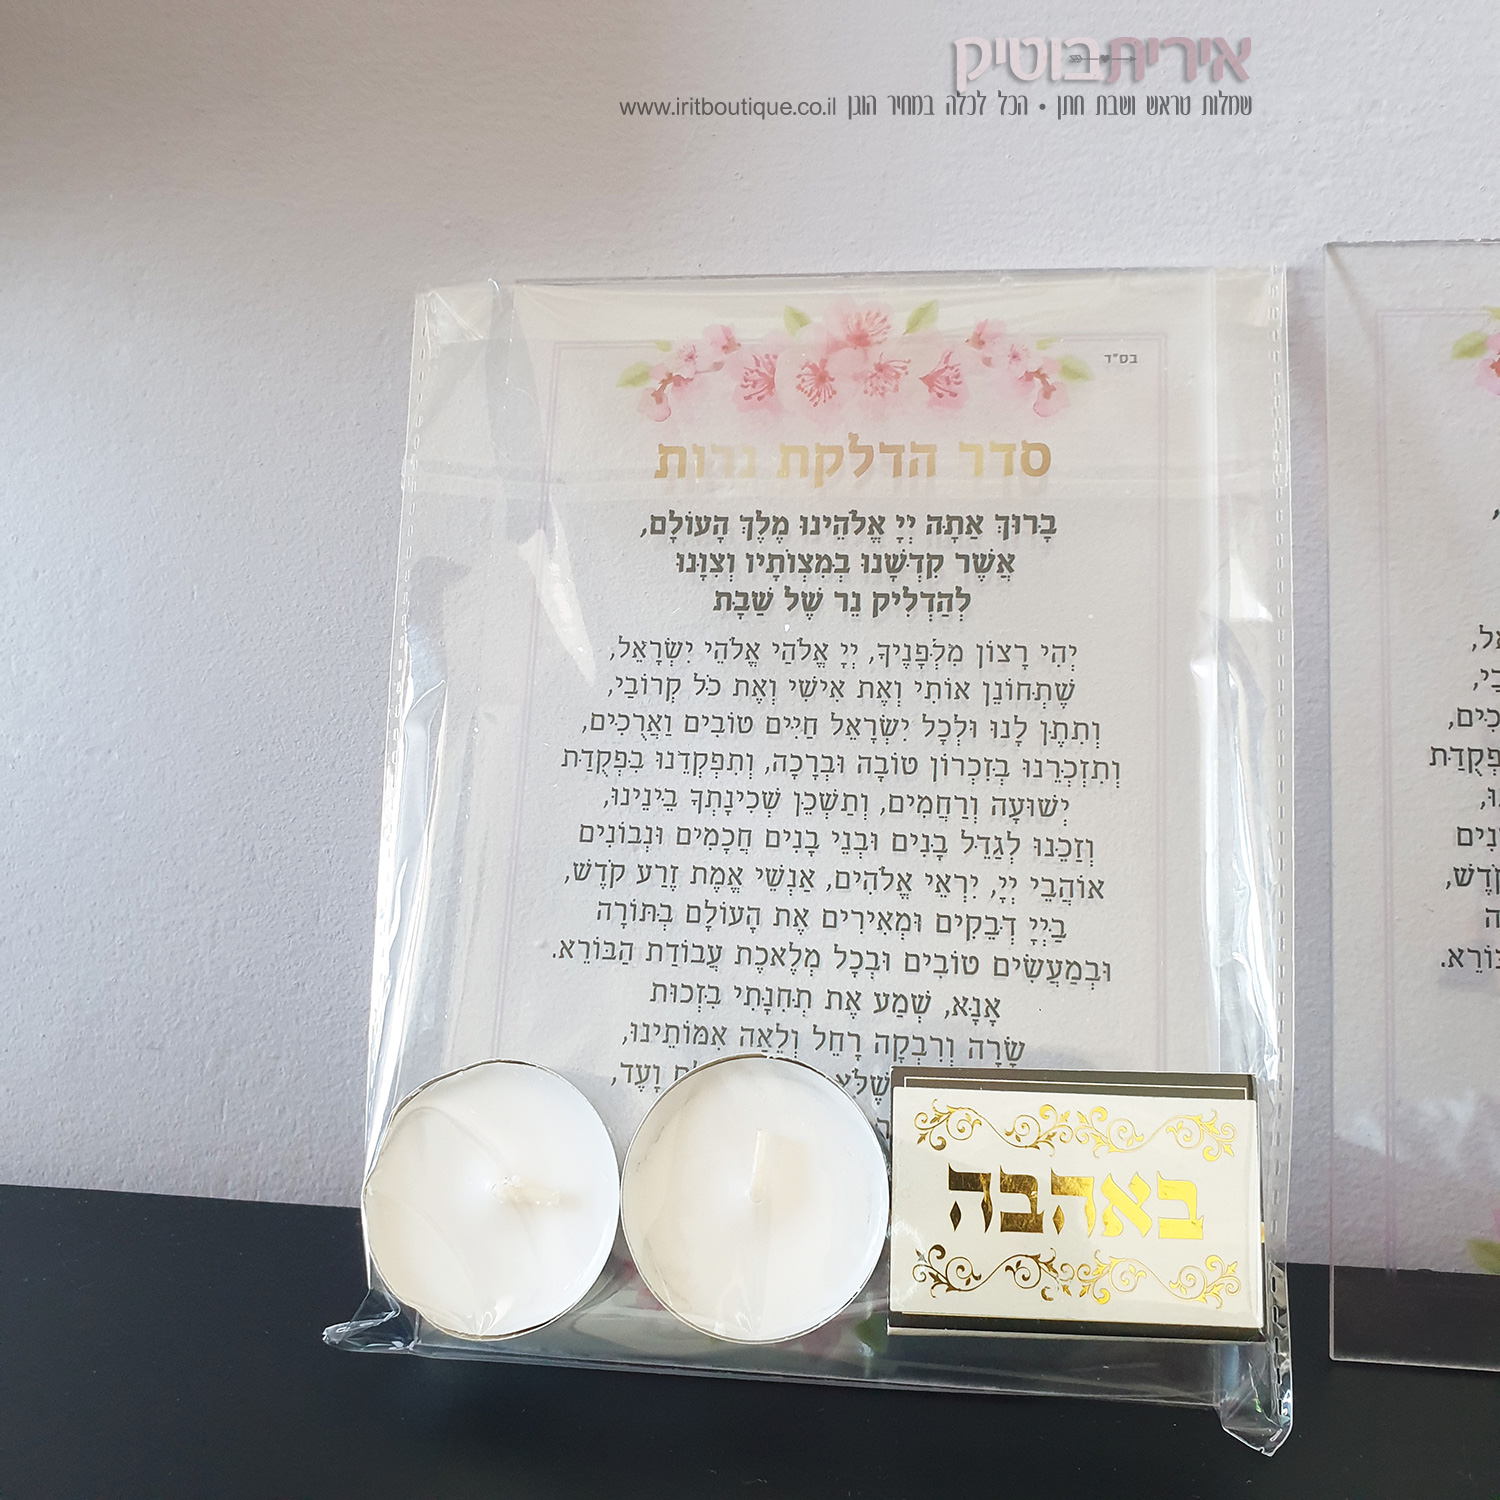 איריתבוטיק
שמלות טראש ושבת חתן • הכל לכלה במחיר הוגן www.iritboutique.co.il
בס"ד
סדר הדלקת נרות
בָּרוּךְ אַתָּה יְיָ אֱלֹהֵינוּ מֶלֶךְ הָעוֹלָם,
אֲשֶׁר קִדְּשָׁנוּ בְּמִצְוֹתָיו וְצִוָּנוּ
לְהַדְלִיק נֵר שֶׁל שַׁבָּת
יְהִי רָצוֹן מִלְּפָנֶיךָ, יְיָ אֱלֹהַי אֱלֹהֵי יִשְׂרָאֵל,
שֶׁתְּחוֹנֵן אוֹתִי וְאֶת אִישִׁי וְאֶת כֹּל קְרוֹבַי,
וְתִתֶּן לָנוּ וּלְכָל יִשְׂרָאֵל חַיִּים טוֹבִים וַאֲרֻכִּים,
וְתִזְכְּרֵנוּ בְּזִכְרוֹן טוֹבָה וּבְרָכָה, וְתִפְקְדֵנוּ בִּפְקֻדַּת
יְשׁוּעָה וְרַחֲמִים, וְתַשְׁכֵּן שְׁכִינָתְךָ בֵּינֵינוּ,
וְזַכֵּנוּ לְגַדֵּל בָּנִים וּבְנֵי בָנִים חֲכָמִים וּנְבוֹנִים
אוֹהֲבֵי יְיָ, יִרְאֵי אֱלֹהִים, אַנְשֵׁי אֱמֶת זֶרַע קֹדֶשׁ,
בַּיְיָ דְּבֵקִים וּמְאִירִים אֶת הָעוֹלָם בְּתּוֹרָה
וּבְמַעֲשִׂים טוֹבִים וּבְכָל מְלֶאכֶת עֲבוֹדַת הַבּוֹרֵא.
אָנָּא, שְׁמַע אֶת תְּחִנָּתִי בִּזְכוּת
שָׂרָה וְרִבְקָה רָחֵל וְלֵאָה אִמּוֹתֵינוּ,
וָעֶד,
באהבה